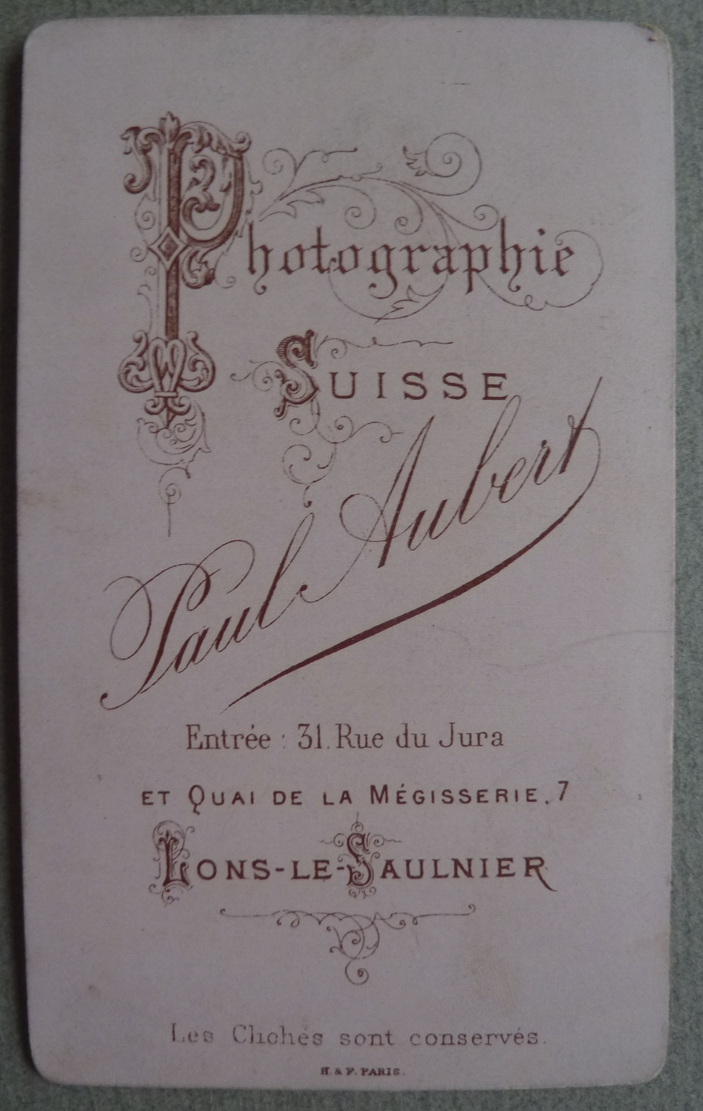 Photographie
SUISSE
Paul Aubert
Entrée : 31. Rue du Jura
ET QUAI DE LA MÉGISSERIE, 7
LONS-LE-SAULNIER
Les Clichés sont conservés.
H. & F. PARIS.